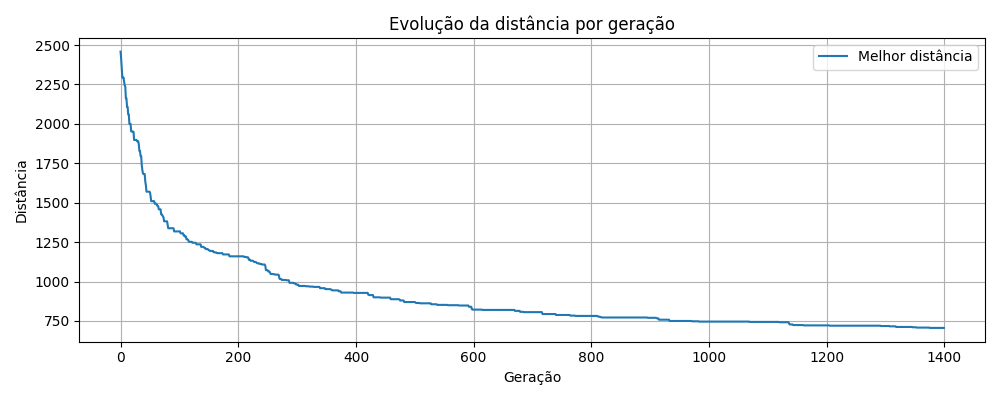 Evolução da distância por geração
Melhor distância
Distância
2500
2250
2000
1750
1500
1250
1000
750
0 200 400 600 800 1000 1200 1400
Geração